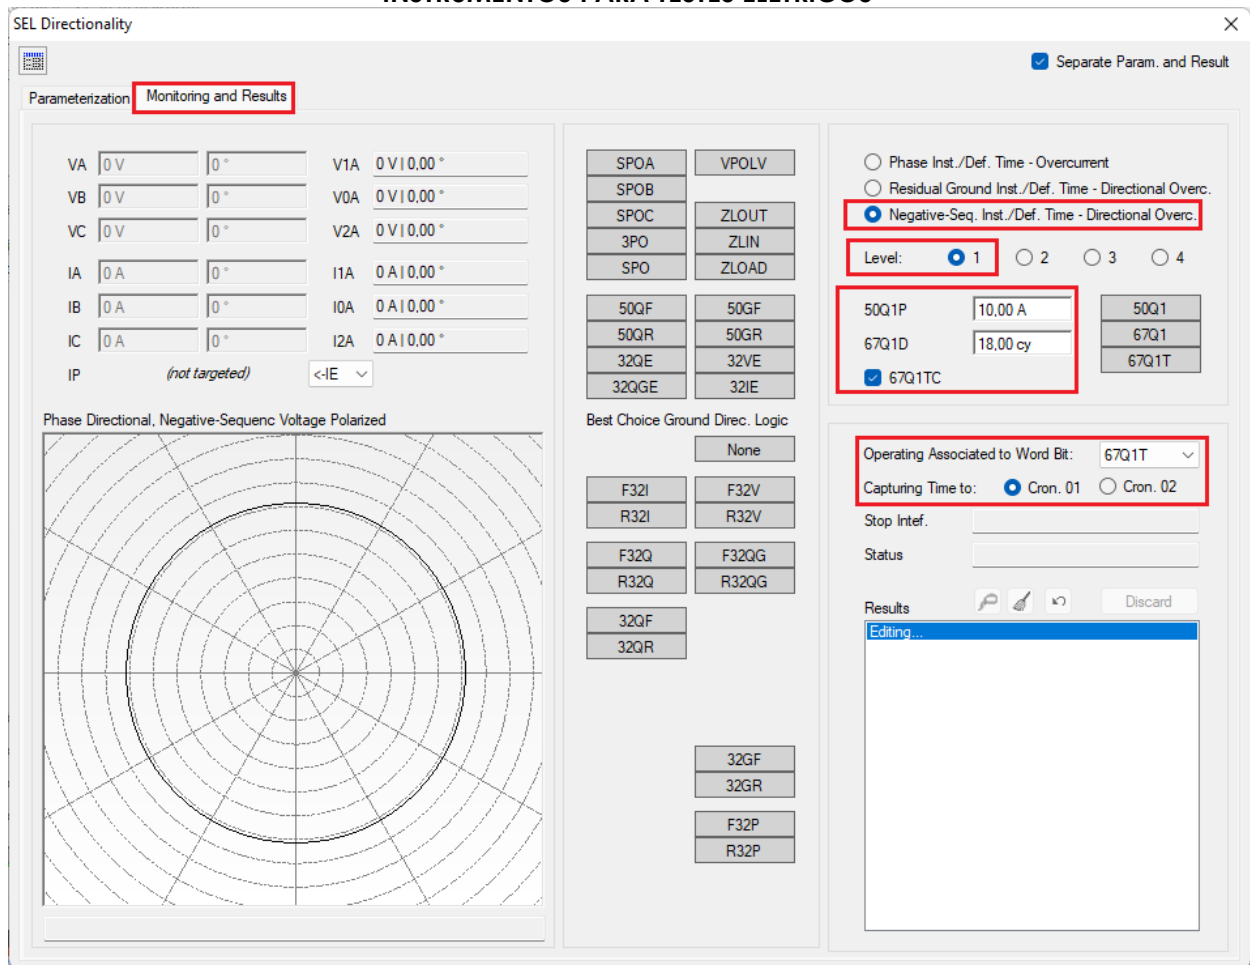 INSTRUMENTOS PARA TESTES ELÉTRICOS
SEL Directionality
Separate Param. and Result
Parameterization Monitoring and Results
VA 0 V 0 ° V1A 0 V | 0,00 °
VB 0 V 0 ° V0A 0 V | 0,00 °
VC 0 V 0 ° V2A 0 V | 0,00 °
IA 0 A 0 ° I1A 0 A | 0,00 °
IB 0 A 0 ° I0A 0 A | 0,00 °
IC 0 A 0 ° I2A 0 A | 0,00 °
IP (not targeted) <-IE
Phase Directional, Negative-Sequenc Voltage Polarized
SPOA VPOLV
SPOB
SPOC ZLOUT
3PO ZLIN
SPO ZLOAD
50QF 50GF
50QR 50GR
32QE 32VE
32QGE 32IE
Best Choice Ground Direc. Logic
None
F32I F32V
R32I R32V
F32Q F32QG
R32Q R32QG
32QF
32QR
32GF
32GR
F32P
R32P
Phase Inst./Def. Time - Overcurrent
Residual Ground Inst./Def. Time - Directional Overc.
Negative-Seq. Inst./Def. Time - Directional Overc.
Level: 1 2 3 4
50Q1P 10,00 A 50Q1
67Q1D 18,00 cy 67Q1
67Q1TC 67Q1T
Operating Associated to Word Bit: 67Q1T
Capturing Time to: Cron. 01 Cron. 02
Stop Intef.
Status
Results Discard
Editing...